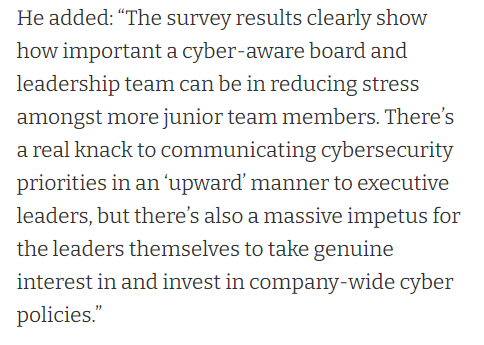 He added: “The survey results clearly show
how important a cyber-aware board and
leadership team can be in reducing stress
amongst more junior team members. There’s
a real knack to communicating cybersecurity
priorities in an ‘upward’ manner to executive
leaders, but there’s also a massive impetus for
the leaders themselves to take genuine
interest in and invest in company-wide cyber
policies.”